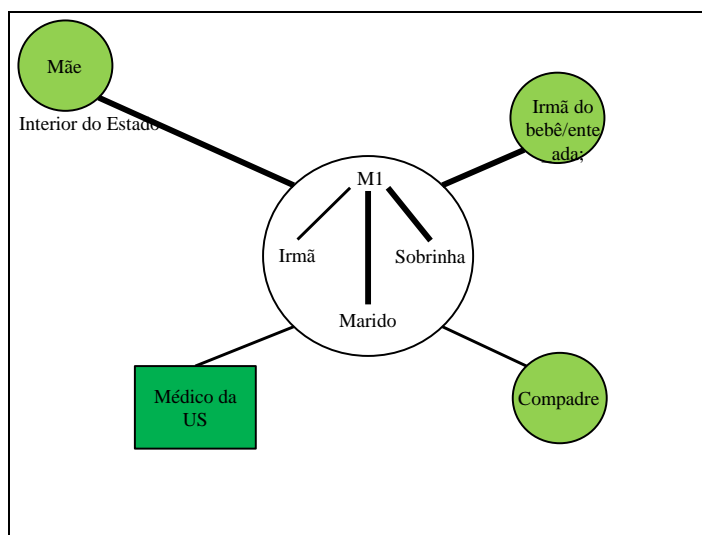 Mãe
Interior do Estado
Irmã do
bebê/ente
ada;
M1
Irmã
Sobrinha
Marido
Médico da
US
Compadre